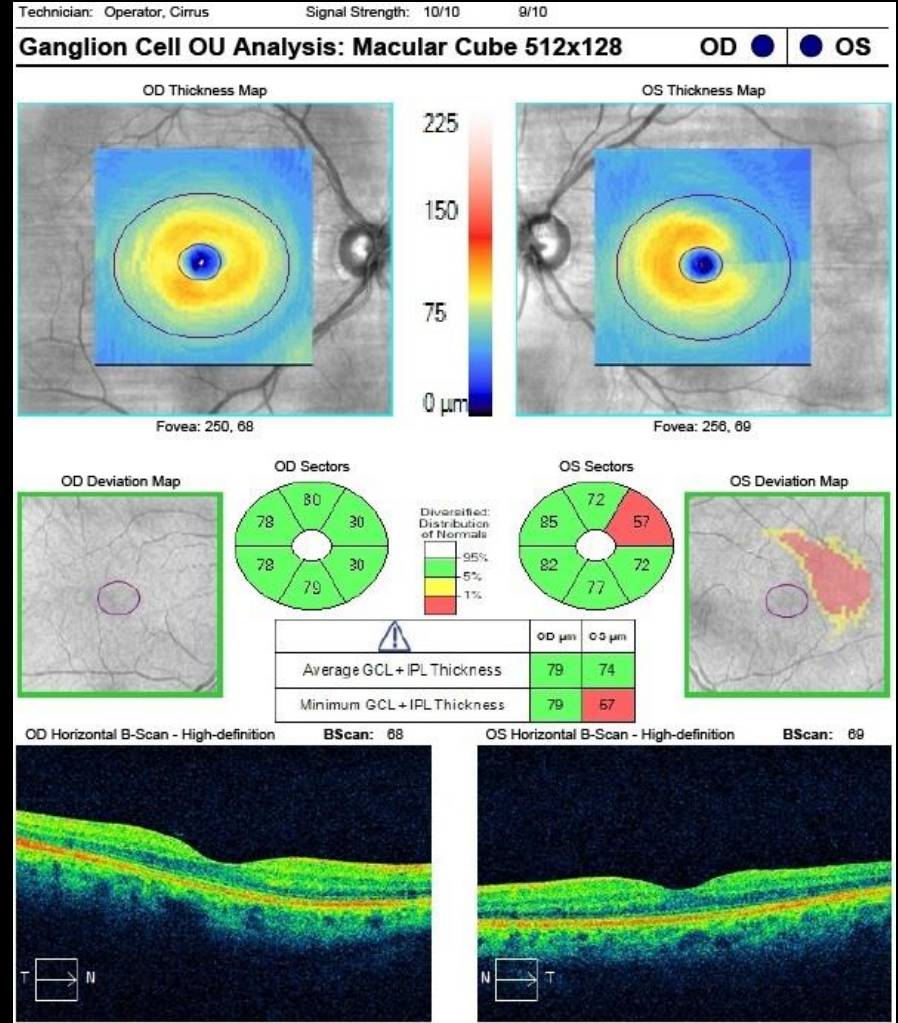 Technician: Operator, Cirrus Signal Strength: 10/10 9/10
Ganglion Cell OU Analysis: Macular Cube 512x128 OD OS
OD Thickness Map OS Thickness Map
225
150
75
0 µm
Fovea: 250, 68 Fovea: 256, 69
OD Deviation Map OD Sectors OS Sectors OS Deviation Map
80 72
78 80 85 57
78 80 82 72
79 77
Diversified:
Distribution
of Normals
95%
5%
1%
OD µm OS µm
Average GCL + IPL Thickness 79 74
Minimum GCL + IPL Thickness 79 57
OD Horizontal B-Scan - High-definition BScan: 68 OS Horizontal B-Scan - High-definition BScan: 69
T N N T